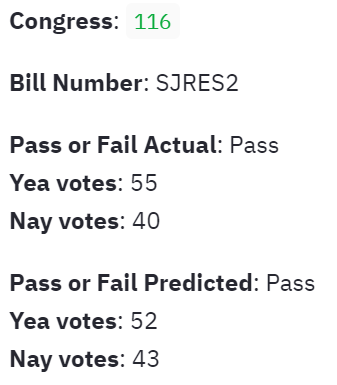 Congress: 116
Bill Number: SJRES2
Pass or Fail Actual: Pass
Yea votes: 55
Nay votes: 40
Pass or Fail Predicted: Pass
Yea votes: 52
Nay votes: 43